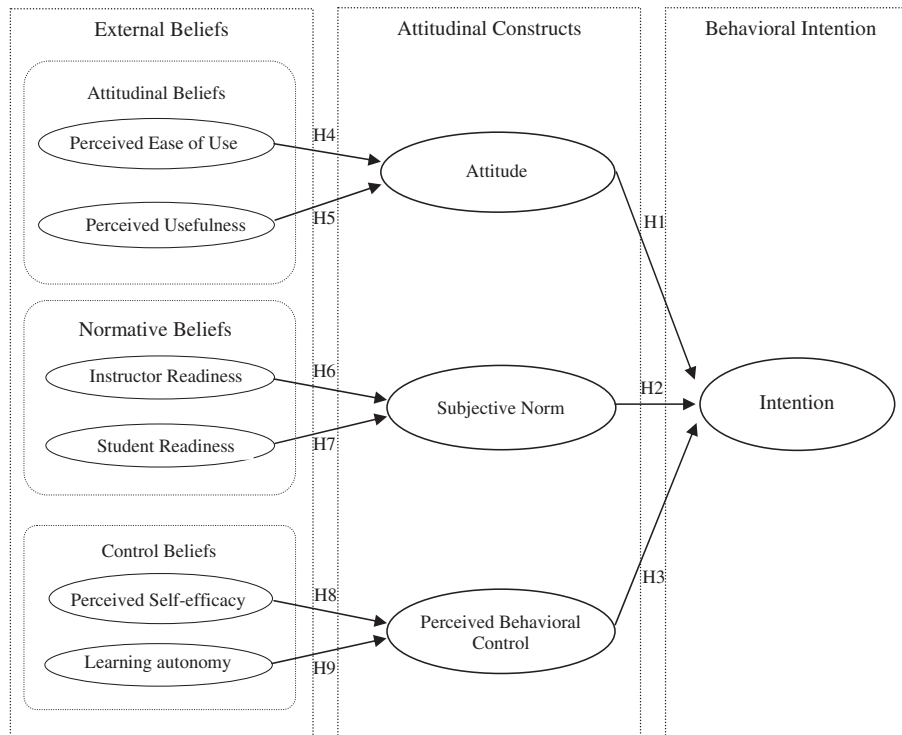 External Beliefs
Attitudinal Constructs
Behavioral Intention
Attitudinal Beliefs
Perceived Ease of Use
Perceived Usefulness
H4
H5
Attitude
H1
Normative Beliefs
Instructor Readiness
Student Readiness
H6
H7
Subjective Norm
H2
Intention
Control Beliefs
Perceived Self-efficacy
Learning autonomy
H8
H9
Perceived Behavioral
Control
H3